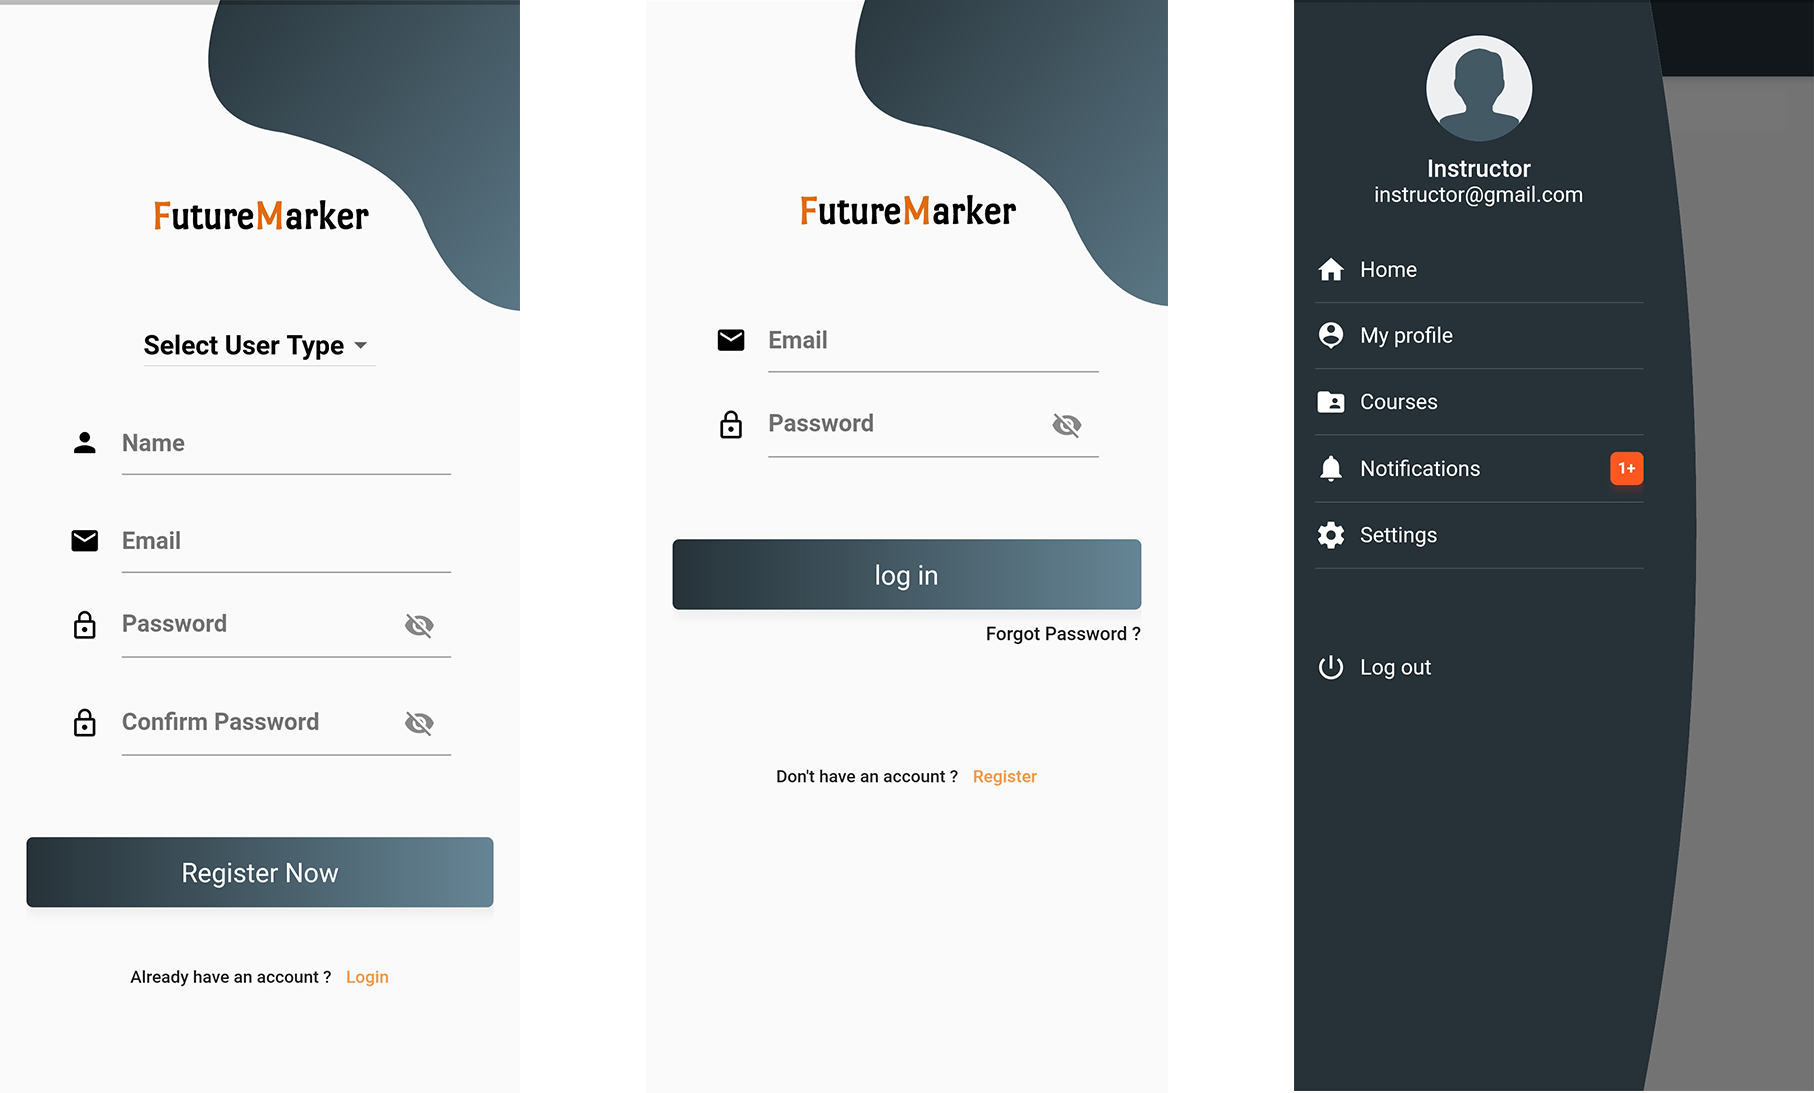 FutureMarker
Select User Type
Name
Email
Password
Confirm Password
Register Now
Already have an account ? Login
FutureMarker
Email
Password
log in
Forgot Password ?
Don't have an account ? Register
Instructor
instructor@gmail.com
Home
My profile
Courses
Notifications 1+
Settings
Log out